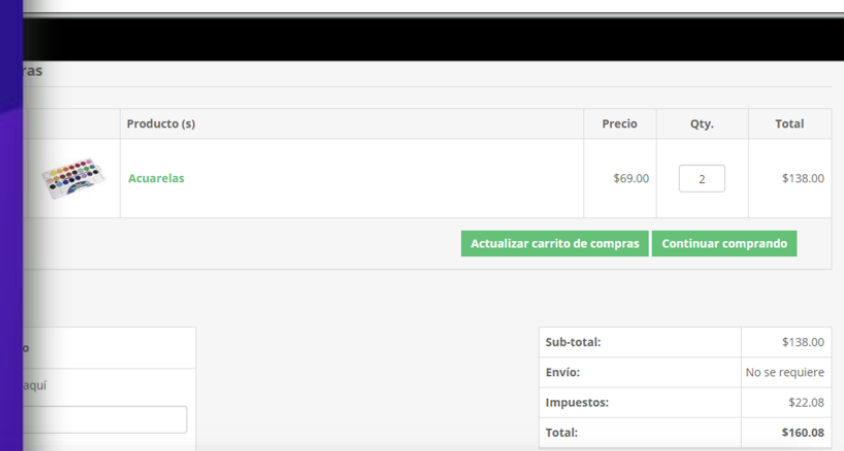 ras
Producto (s) Precio Qty. Total
Acuarelas $69.00 2 $138.00
Actualizar carrito de compras Continuar comprando
Sub-total: $138.00
o
Envío: No se requiere
aquí
Impuestos: $22.08
Total: $160.08